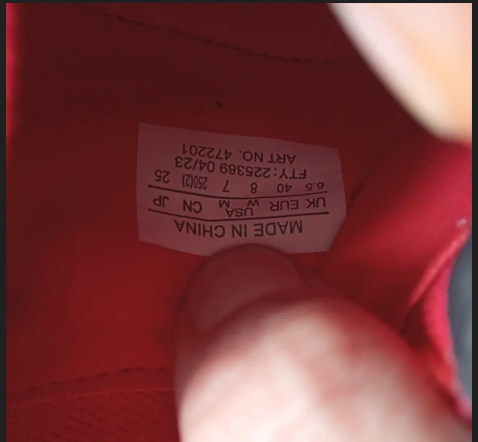 MADE IN CHINA
USA
UK EUR W M CN JP
6.5 40 8 7 250(2) 25
FTY: 225389 04/23
ART NO. 472201